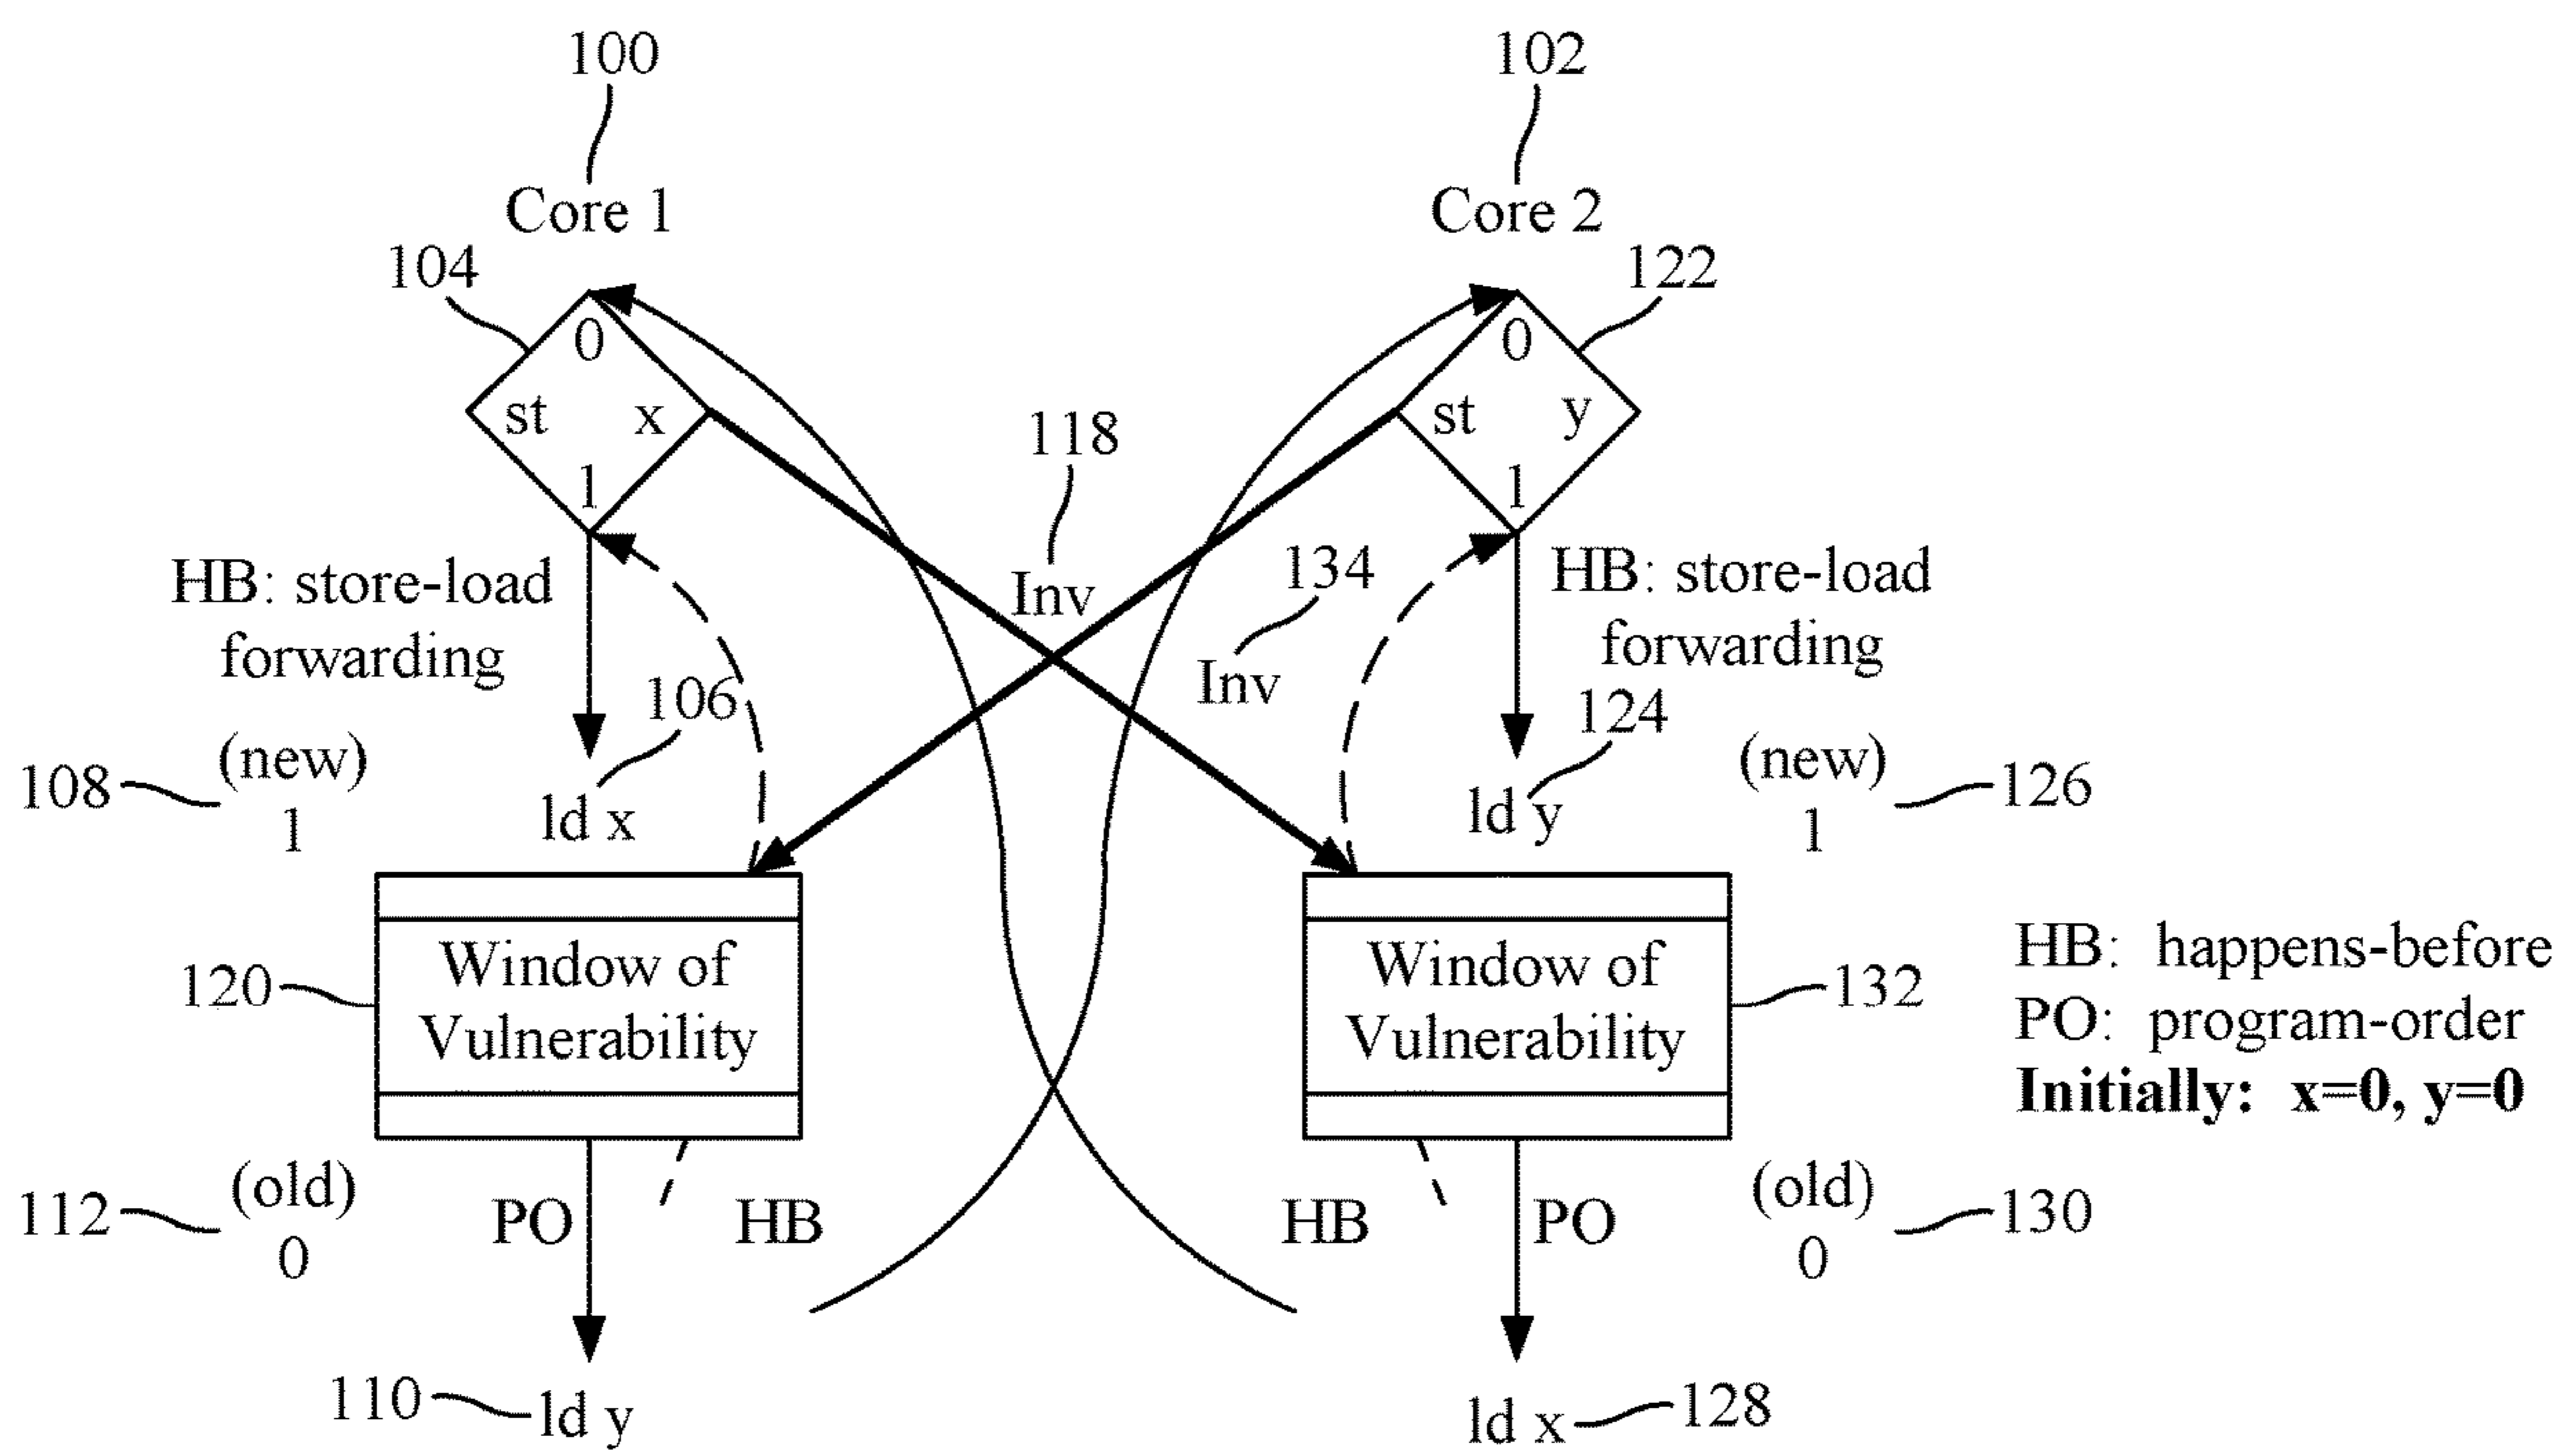 100
102
Core 1
Core 2
104
122
0
0
st x
st y
118
1
1
HB: store-load
forwarding
Inv
134
HB: store-load
forwarding
Inv
106
124
108
(new)
1
ld x
ld y
(new)
1
126
120
Window of
Vulnerability
Window of
Vulnerability
132
HB: happens-before
PO: program-order
Initially: x=0, y=0
112
(old)
0
PO
HB
HB
PO
(old)
0
130
110
ld y
ld x
128